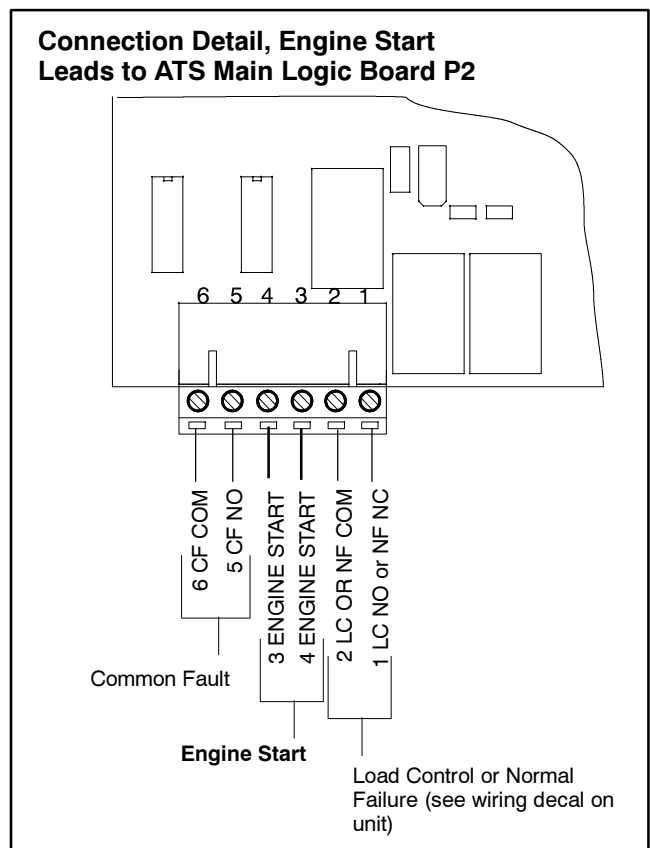 Connection Detail, Engine Start
Leads to ATS Main Logic Board P2
6 5 4 3 2 1
6 CF COM
5 CF NO
3 ENGINE START
4 ENGINE START
2 LC OR NF COM
1 LC NO or NF NC
Common Fault
Engine Start
Load Control or Normal
Failure (see wiring decal on
unit)